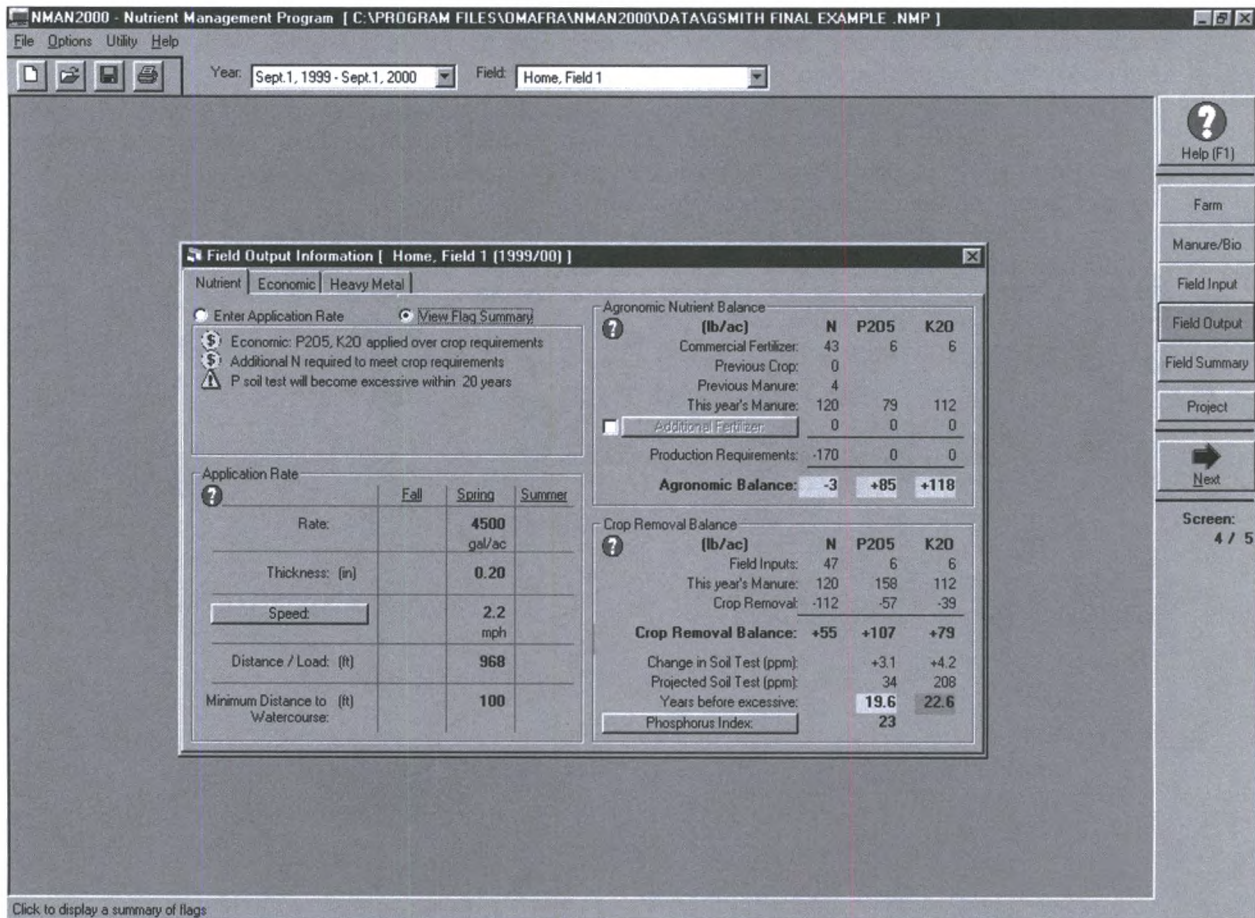 NMAN2000 - Nutrient Management Program [ C:\PROGRAM FILES\OMAFRA\NMAN2000\DATA\GSMITH FINAL EXAMPLE .NMP ]
File Options Utility Help
Year: Sept.1, 1999 - Sept.1, 2000 Field: Home, Field 1
Help (F1)
Farm
Manure/Bio
Field Input
Field Output
Field Summary
Project
Next
Screen:
4 / 5
Field Output Information [ Home, Field 1 (1999/00) ]
Nutrient Economic Heavy Metal
Enter Application Rate View Flag Summary
$ Economic: P2O5, K2O applied over crop requirements
$ Additional N required to meet crop requirements
! P soil test will become excessive within 20 years
Application Rate
? Fall Spring Summer
Rate: 4500
gal/ac
Thickness: (in) 0.20
Speed: 2.2
mph
Distance / Load: (ft) 968
Minimum Distance to (ft) 100
Watercourse:
Agronomic Nutrient Balance
? (lb/ac) N P2O5 K2O
Commercial Fertilizer: 43 6 6
Previous Crop: 0
Previous Manure: 4
This year's Manure: 120 79 112
Additional Fertilizer: 0 0 0
Production Requirements: -170 0 0
Agronomic Balance: -3 +85 +118
Crop Removal Balance
? (lb/ac) N P2O5 K2O
Field Inputs: 47 6 6
This year's Manure: 120 158 112
Crop Removal: -112 -57 -39
Crop Removal Balance: +55 +107 +79
Change in Soil Test (ppm): +3.1 +4.2
Projected Soil Test (ppm): 34 208
Years before excessive: 19.6 22.6
Phosphorus Index: 23
Click to display a summary of flags